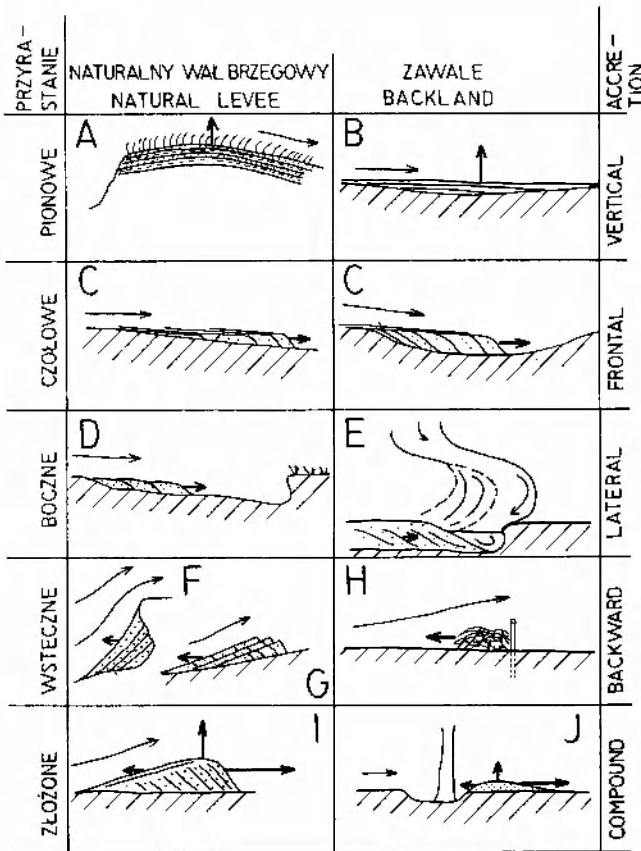 PRZYRA-
STANIE
NATURALNY WAŁ BRZEGOWY
NATURAL LEVEE
ZAWALE
BACKLAND
ACCRE-
TION
PIONOWE
A
B
VERTICAL
CZOŁOWE
C
C
FRONTAL
BOCZNE
D
E
LATERAL
WSTECZNE
F
G
H
BACKWARD
ZŁOŻONE
I
J
COMPOUND